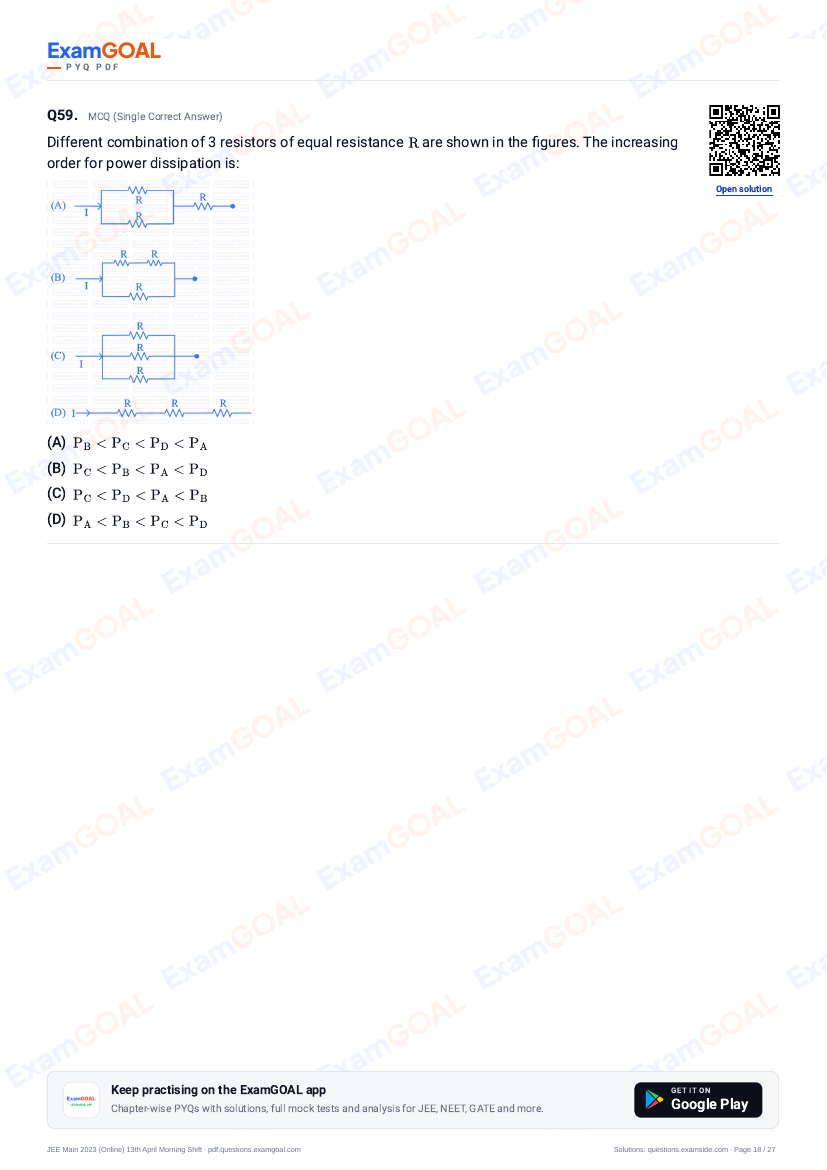 ExamGOAL
PYQ PDF
Q59. MCQ (Single Correct Answer)
Different combination of 3 resistors of equal resistance R are shown in the figures. The increasing
order for power dissipation is:
Open solution
(A) I R R R
(B) I R R R
(C) I R R R
(D) I R R R
(A) P_B < P_C < P_D < P_A
(B) P_C < P_B < P_A < P_D
(C) P_C < P_D < P_A < P_B
(D) P_A < P_B < P_C < P_D
Keep practising on the ExamGOAL app
Chapter-wise PYQs with solutions, full mock tests and analysis for JEE, NEET, GATE and more.
ExamGOAL
GET IT ON
Google Play
JEE Main 2023 (Online) 13th April Morning Shift · pdf.questions.examgoal.com
Solutions: questions.examside.com · Page 18 / 27